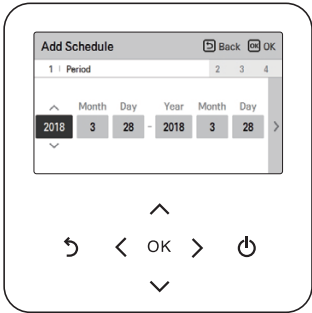 Add Schedule Back OK OK
1 Period 2 3 4
Month Day Year Month Day
2018 3 28 - 2018 3 28
OK